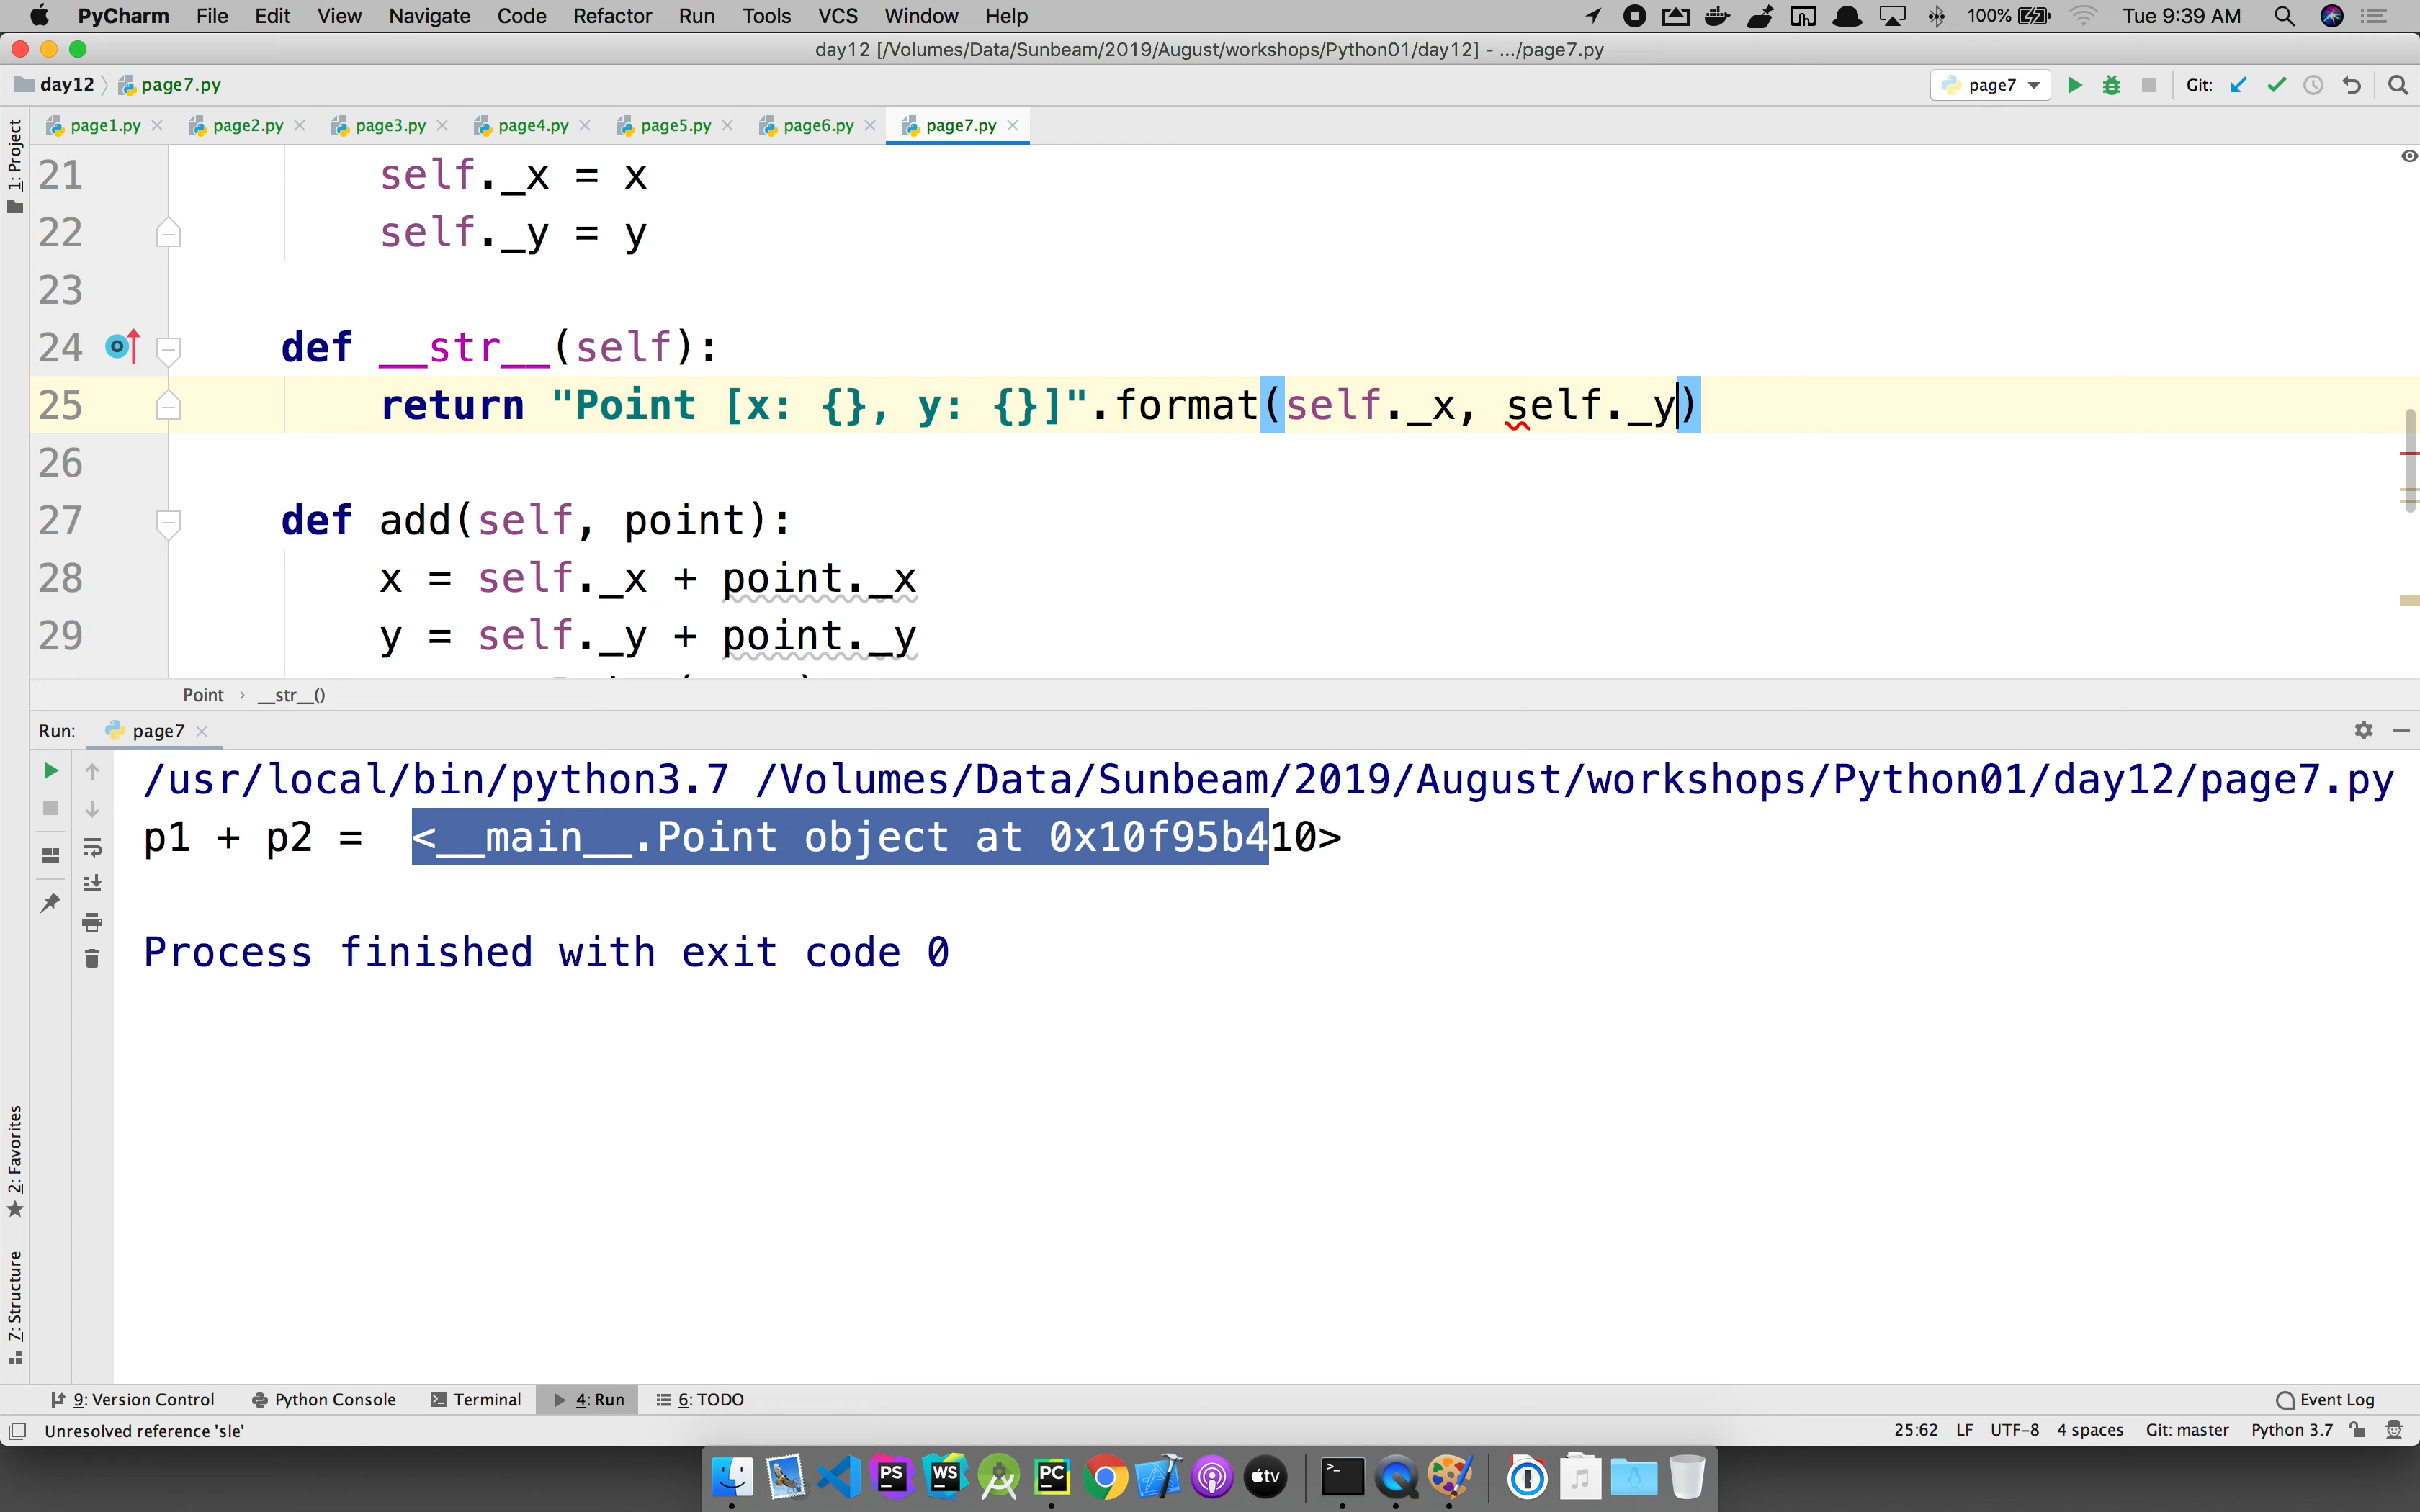 PyCharm File Edit View Navigate Code Refactor Run Tools VCS Window Help 100% Tue 9:39 AM
day12 [/Volumes/Data/Sunbeam/2019/August/workshops/Python01/day12] - .../page7.py
day12 page7.py page7 Git:
page1.py page2.py page3.py page4.py page5.py page6.py page7.py
1: Project
21 self._x = x
22 self._y = y
23
24 def __str__(self):
25 return "Point [x: {}, y: {}]".format(self._x, self._y)
26
27 def add(self, point):
28 x = self._x + point._x
29 y = self._y + point._y
Point › __str__()
Run: page7
/usr/local/bin/python3.7 /Volumes/Data/Sunbeam/2019/August/workshops/Python01/day12/page7.py
p1 + p2 = <__main__.Point object at 0x10f95b410>
Process finished with exit code 0
2: Favorites
7: Structure
9: Version Control Python Console Terminal 4: Run 6: TODO Event Log
Unresolved reference 'sle' 25:62 LF UTF-8 4 spaces Git: master Python 3.7
PS WS PC tv